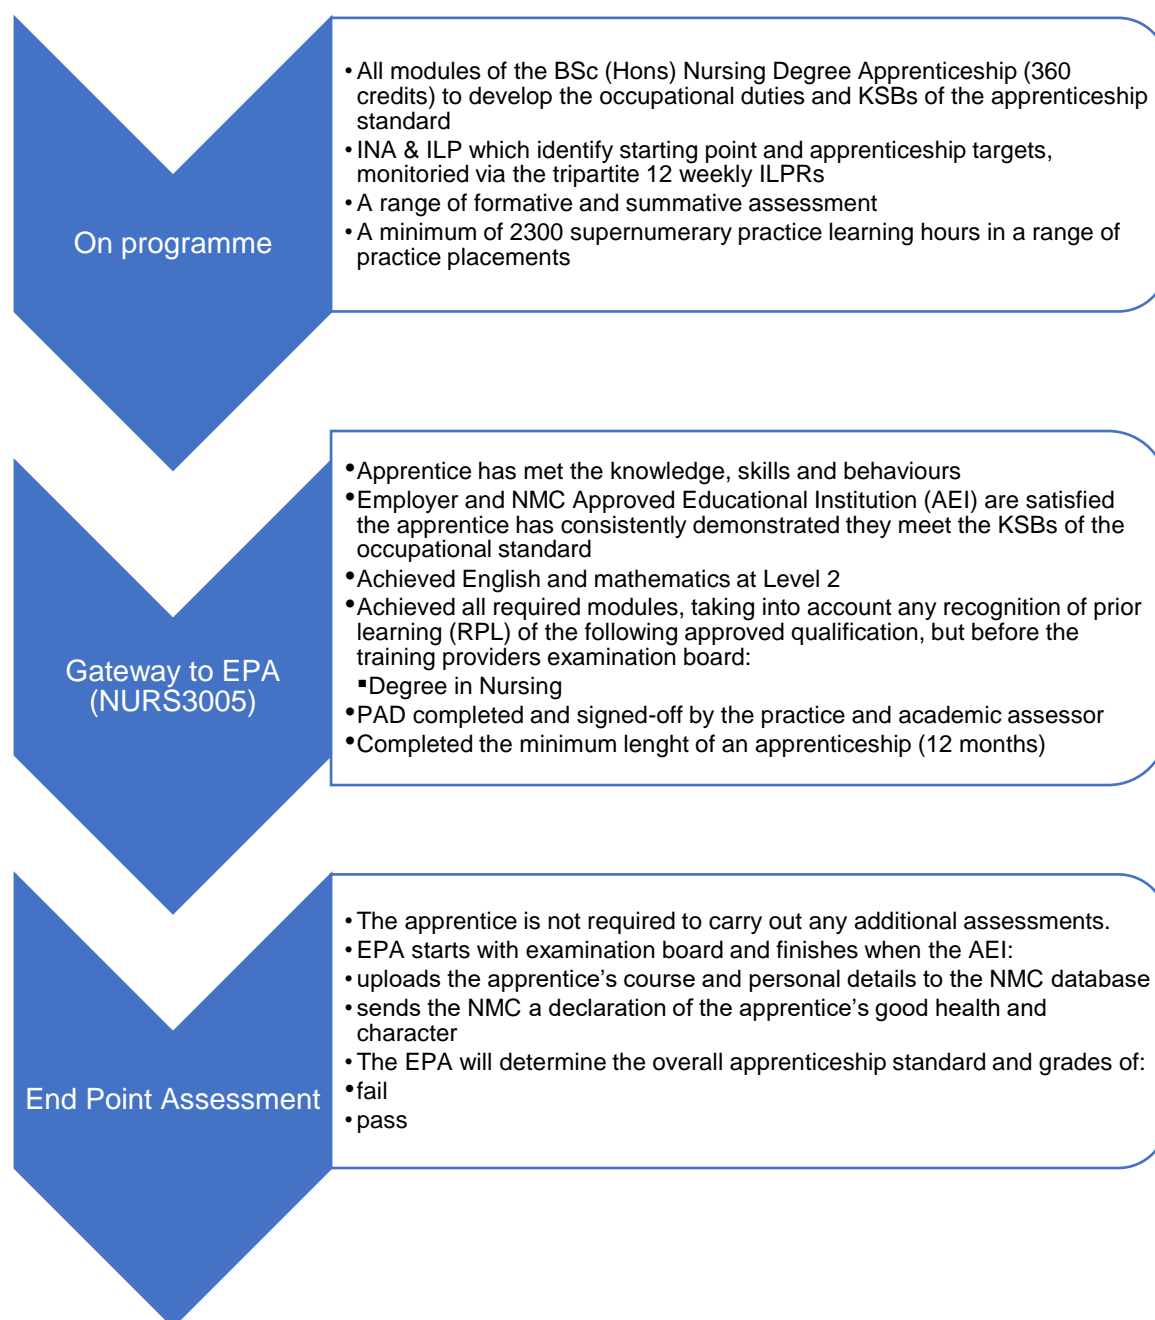 On programme
• All modules of the BSc (Hons) Nursing Degree Apprenticeship (360
credits) to develop the occupational duties and KSBs of the apprenticeship
standard
• INA & ILP which identify starting point and apprenticeship targets,
monitoried via the tripartite 12 weekly ILPRs
• A range of formative and summative assessment
• A minimum of 2300 supernumerary practice learning hours in a range of
practice placements
Gateway to EPA
(NURS3005)
• Apprentice has met the knowledge, skills and behaviours
• Employer and NMC Approved Educational Institution (AEI) are satisfied
the apprentice has consistently demonstrated they meet the KSBs of the
occupational standard
• Achieved English and mathematics at Level 2
• Achieved all required modules, taking into account any recognition of prior
learning (RPL) of the following approved qualification, but before the
training providers examination board:
▪ Degree in Nursing
• PAD completed and signed-off by the practice and academic assessor
• Completed the minimum lenght of an apprenticeship (12 months)
End Point Assessment
• The apprentice is not required to carry out any additional assessments.
• EPA starts with examination board and finishes when the AEI:
• uploads the apprentice’s course and personal details to the NMC database
• sends the NMC a declaration of the apprentice’s good health and
character
• The EPA will determine the overall apprenticeship standard and grades of:
• fail
• pass